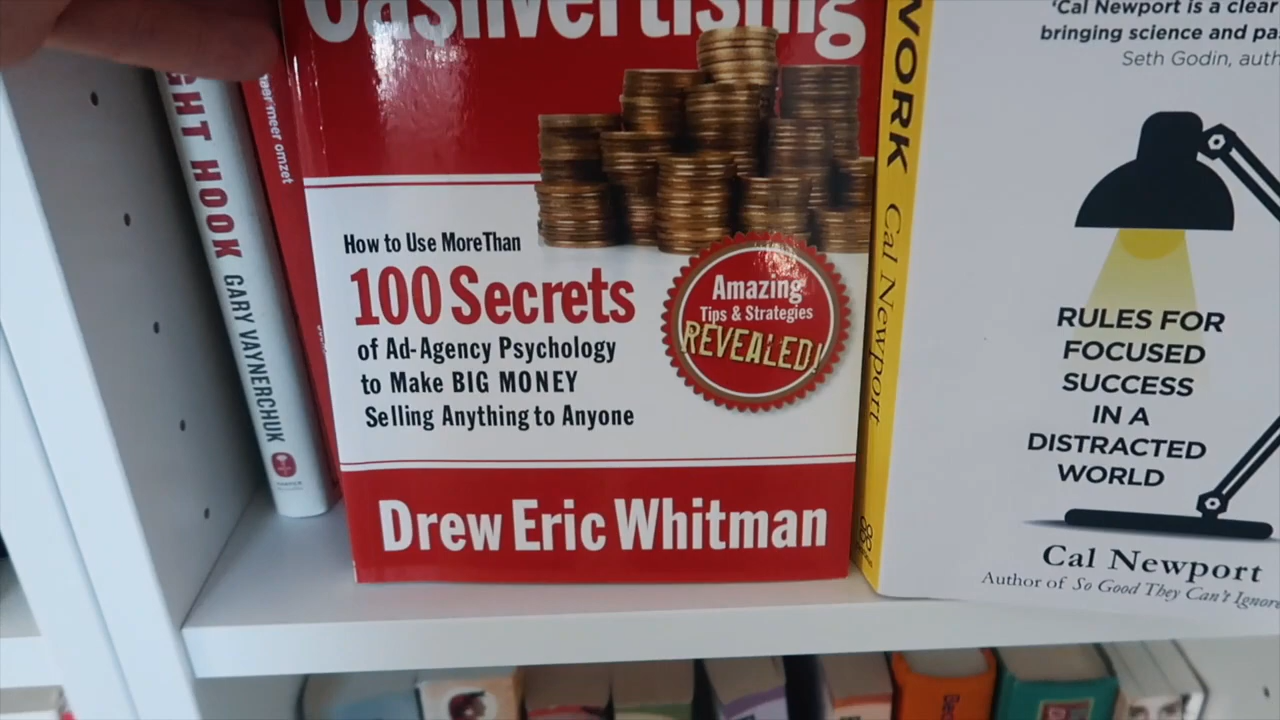 GHT HOOK GARY VAYNERCHUK
meer omzet
Cashvertising
How to Use More Than
100 Secrets
of Ad-Agency Psychology
to Make BIG MONEY
Selling Anything to Anyone
Amazing
Tips & Strategies
REVEALED!
Drew Eric Whitman
WORK Cal Newport
'Cal Newport is a clear
bringing science and pa
Seth Godin, auth
RULES FOR
FOCUSED
SUCCESS
IN A
DISTRACTED
WORLD
Cal Newport
Author of So Good They Can't Ignore